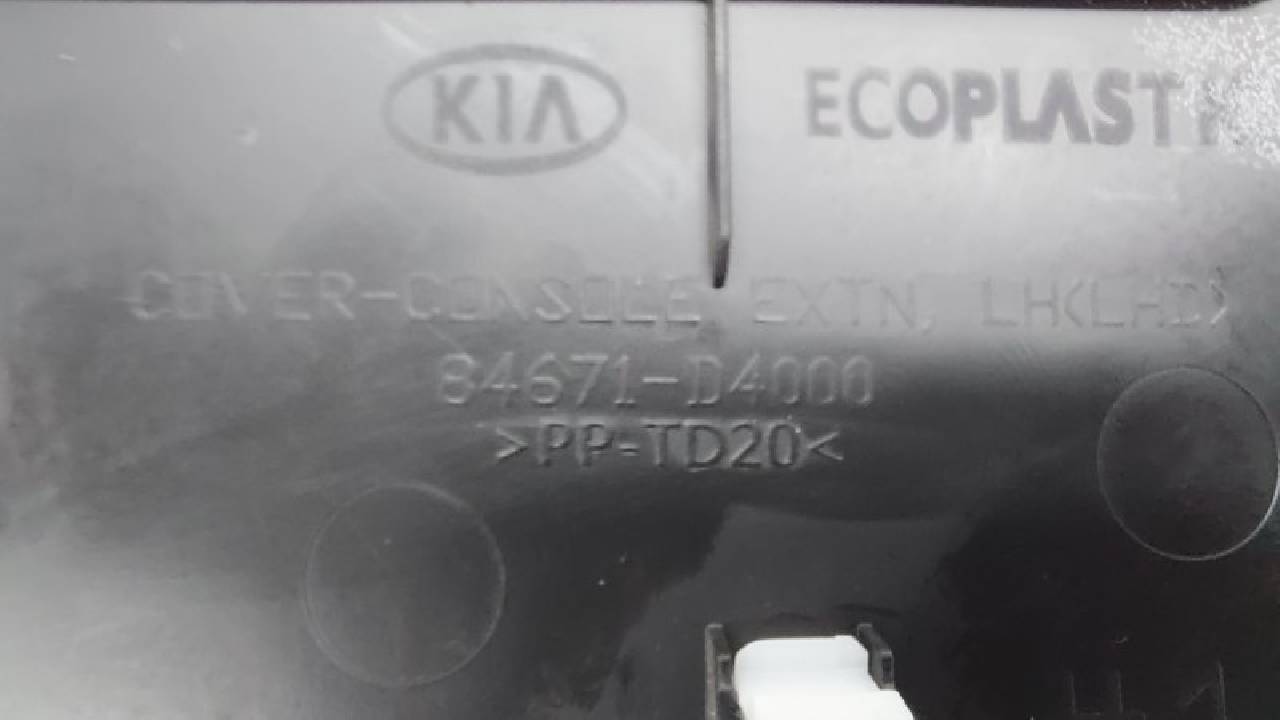 KIA ECOPLAST
COVER-CONSOLE EXTN, LH(LHD)
84671-D4000
>PP-TD20<